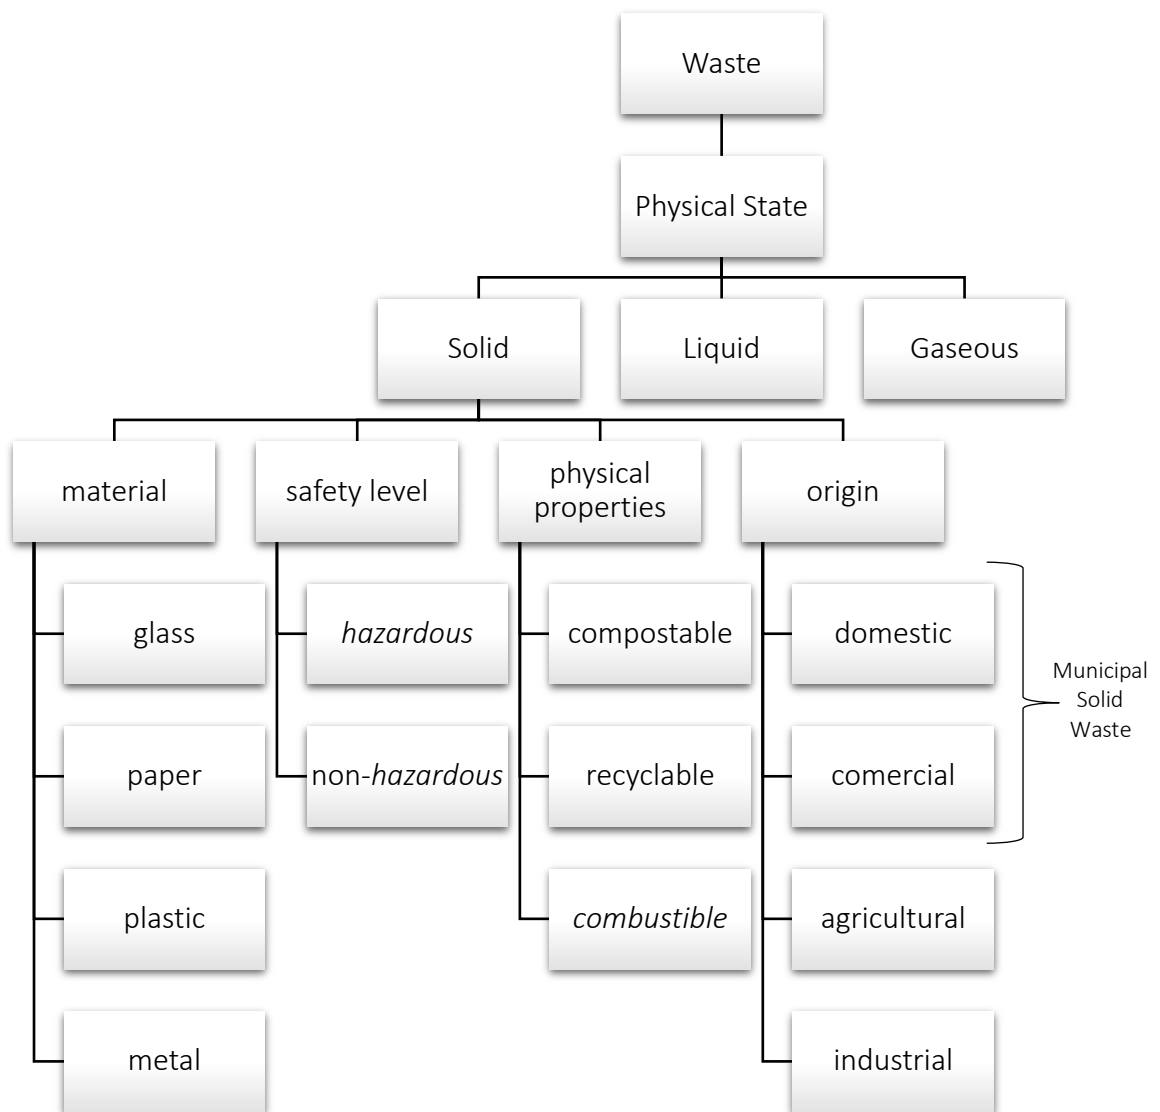 Waste
Physical State
Solid
Liquid
Gaseous
material
safety level
physical
properties
origin
glass
hazardous
compostable
domestic
Municipal
Solid
Waste
paper
non-hazardous
recyclable
comercial
plastic
combustible
agricultural
metal
industrial